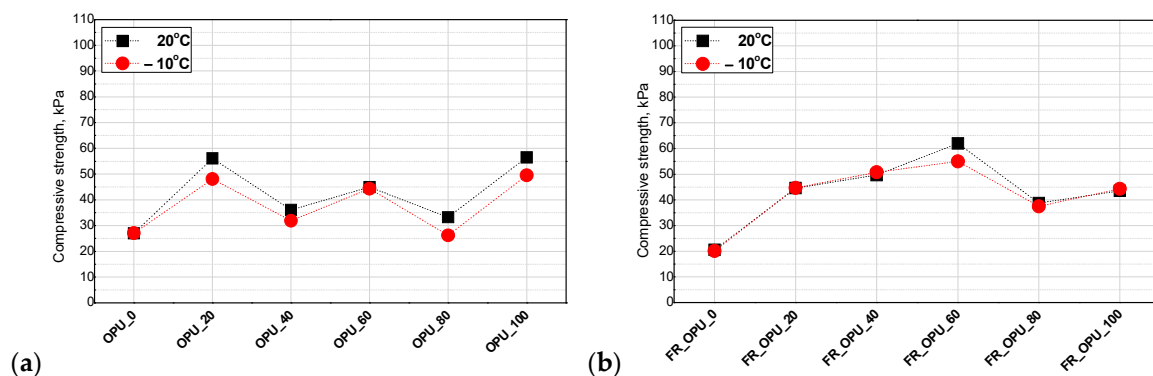 110
100
90
80
70
60
50
40
30
20
10
0
Compressive strength, kPa
20°C
– 10°C
OPU_0
OPU_20
OPU_40
OPU_60
OPU_80
OPU_100
(a)
110
100
90
80
70
60
50
40
30
20
10
0
Compressive strength, kPa
20°C
– 10°C
FR_OPU_0
FR_OPU_20
FR_OPU_40
FR_OPU_60
FR_OPU_80
FR_OPU_100
(b)